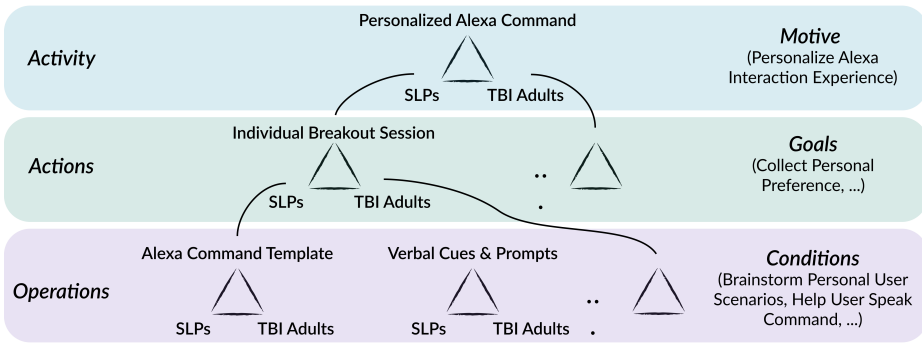 Personalized Alexa Command
Activity
SLPs
TBI Adults
Motive
(Personalize Alexa
Interaction Experience)
Individual Breakout Session
Actions
SLPs
TBI Adults
Goals
(Collect Personal
Preference, ...)
Alexa Command Template
Verbal Cues & Prompts
Operations
SLPs
TBI Adults
SLPs
TBI Adults
Conditions
(Brainstorm Personal User
Scenarios, Help User Speak
Command, ...)